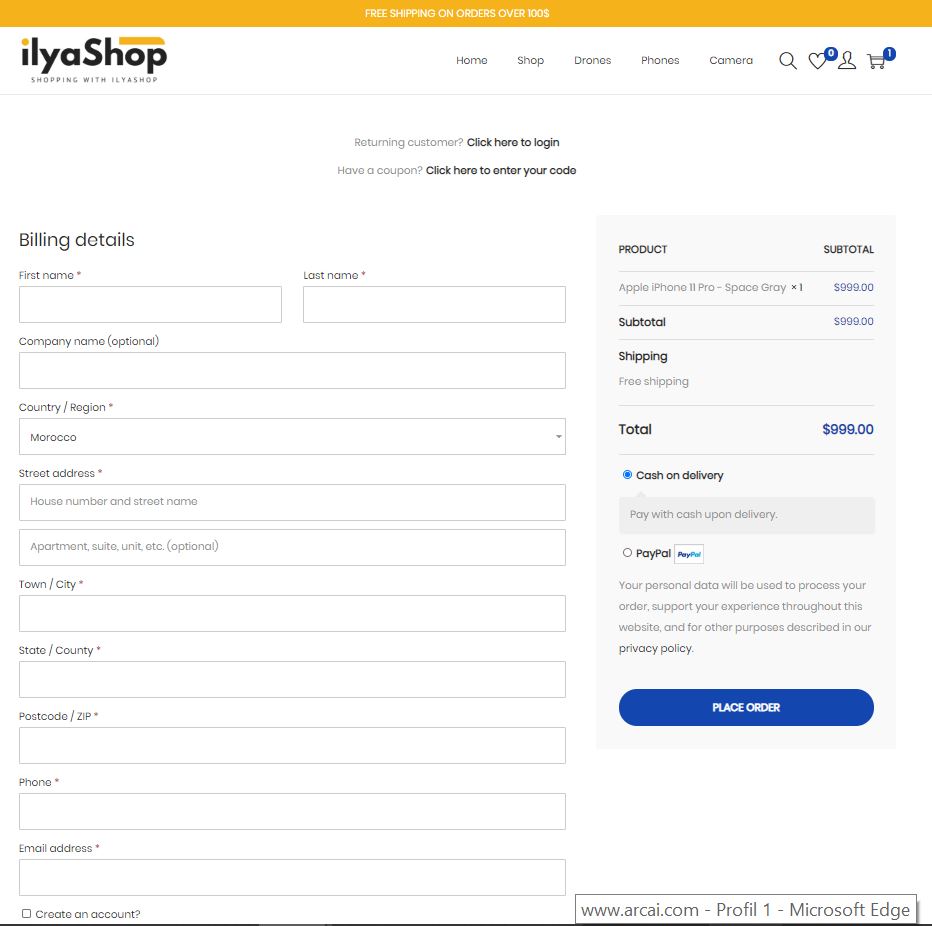 FREE SHIPPING ON ORDERS OVER 100$
ilyaShop
SHOPPING WITH ILYASHOP
Home Shop Drones Phones Camera 0 1
Returning customer? Click here to login
Have a coupon? Click here to enter your code
Billing details
First name * Last name *
Company name (optional)
Country / Region *
Morocco
Street address *
House number and street name
Apartment, suite, unit, etc. (optional)
Town / City *
State / County *
Postcode / ZIP *
Phone *
Email address *
Create an account?
PRODUCT SUBTOTAL
Apple iPhone 11 Pro - Space Gray × 1 $999.00
Subtotal $999.00
Shipping
Free shipping
Total $999.00
Cash on delivery
Pay with cash upon delivery.
PayPal PayPal
Your personal data will be used to process your
order, support your experience throughout this
website, and for other purposes described in our
privacy policy.
PLACE ORDER
www.arcai.com - Profil 1 - Microsoft Edge